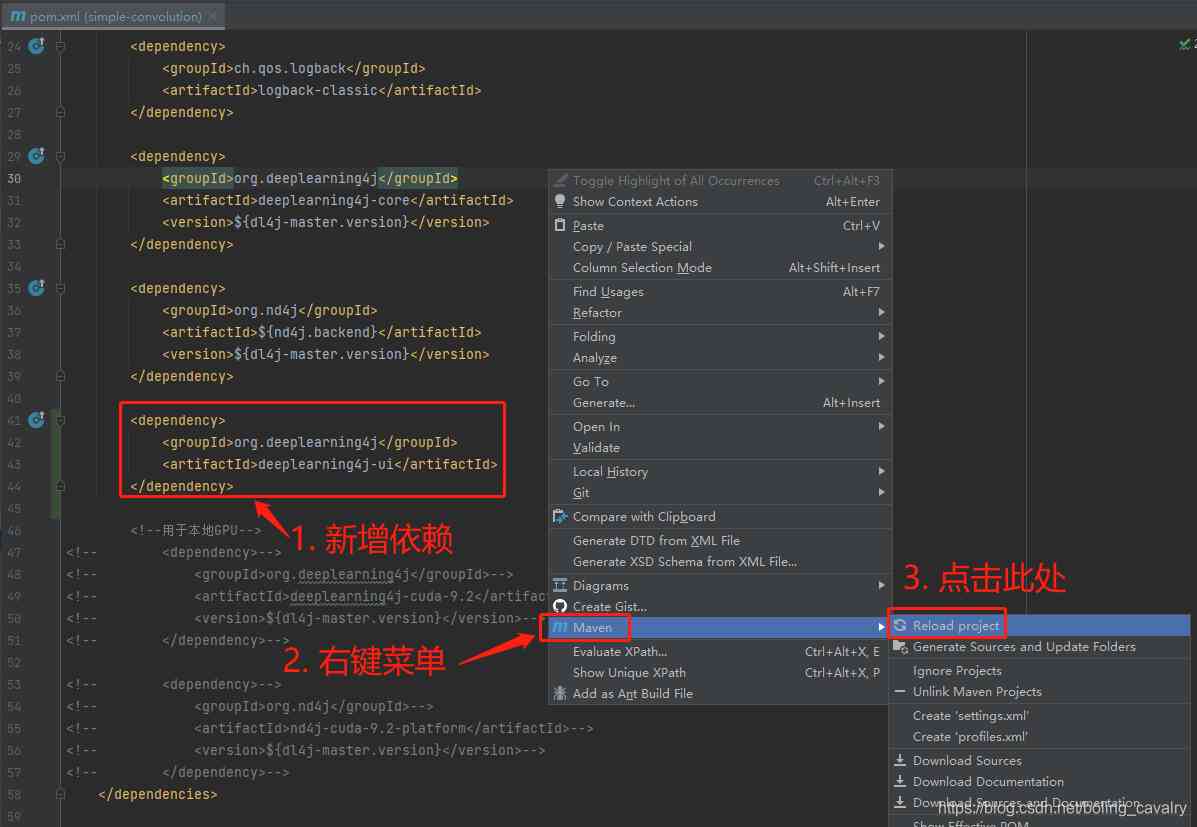 pom.xml (simple-convolution)
24 <dependency>
25 <groupId>ch.qos.logback</groupId>
26 <artifactId>logback-classic</artifactId>
27 </dependency>
28
29 <dependency>
30 <groupId>org.deeplearning4j</groupId>
31 <artifactId>deeplearning4j-core</artifactId>
32 <version>${dl4j-master.version}</version>
33 </dependency>
34
35 <dependency>
36 <groupId>org.nd4j</groupId>
37 <artifactId>${nd4j.backend}</artifactId>
38 <version>${dl4j-master.version}</version>
39 </dependency>
40
41 <dependency>
42 <groupId>org.deeplearning4j</groupId>
43 <artifactId>deeplearning4j-ui</artifactId>
44 </dependency>
45
46 <!--用于本地GPU-->
47 <!-- <dependency>-->
48 <!-- <groupId>org.deeplearning4j</groupId>-->
49 <!-- <artifactId>deeplearning4j-cuda-9.2</artifac
50 <!-- <version>${dl4j-master.version}</version>--
51 <!-- </dependency>-->
52
53 <!-- <dependency>-->
54 <!-- <groupId>org.nd4j</groupId>-->
55 <!-- <artifactId>nd4j-cuda-9.2-platform</artifactId>-->
56 <!-- <version>${dl4j-master.version}</version>-->
57 <!-- </dependency>-->
58 </dependencies>
59
1. 新增依赖
2. 右键菜单
3. 点击此处
Toggle Highlight of All Occurrences Ctrl+Alt+F3
Show Context Actions Alt+Enter
Paste Ctrl+V
Copy / Paste Special
Column Selection Mode Alt+Shift+Insert
Find Usages Alt+F7
Refactor
Folding
Analyze
Go To
Generate... Alt+Insert
Open In
Validate
Local History
Git
Compare with Clipboard
Generate DTD from XML File
Generate XSD Schema from XML File...
Diagrams
Create Gist...
Maven
Evaluate XPath... Ctrl+Alt+X, E
Show Unique XPath Ctrl+Alt+X, P
Add as Ant Build File
Reload project
Generate Sources and Update Folders
Ignore Projects
Unlink Maven Projects
Create 'settings.xml'
Create 'profiles.xml'
Download Sources
Download Documentation
Download Sources and Documentation
Show Effective POM
https://blog.csdn.net/boling_cavalry
2